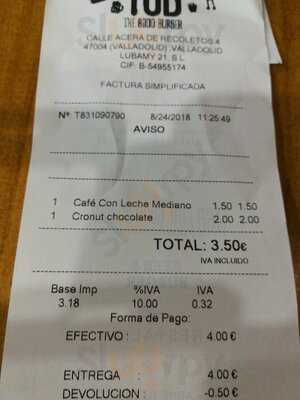 TUD
THE GOOD BURGER
CALLE ACERA DE RECOLETOS 4
47004 (VALLADOLID) ,VALLADOLID
LUBAMY 21, S L
CIF: B-54955174
FACTURA SIMPLIFICADA
Nº T831090790 8/24/2018 11:25:49
AVISO
1 Café Con Leche Mediano 1.50 1.50
1 Cronut chocolate 2.00 2.00
TOTAL: 3.50€
IVA INCLUIDO
Base Imp %IVA IVA
3.18 10.00 0.32
Forma de Pago:
EFECTIVO : 4.00 €
ENTREGA : 4.00 €
DEVOLUCION : -0.50 €